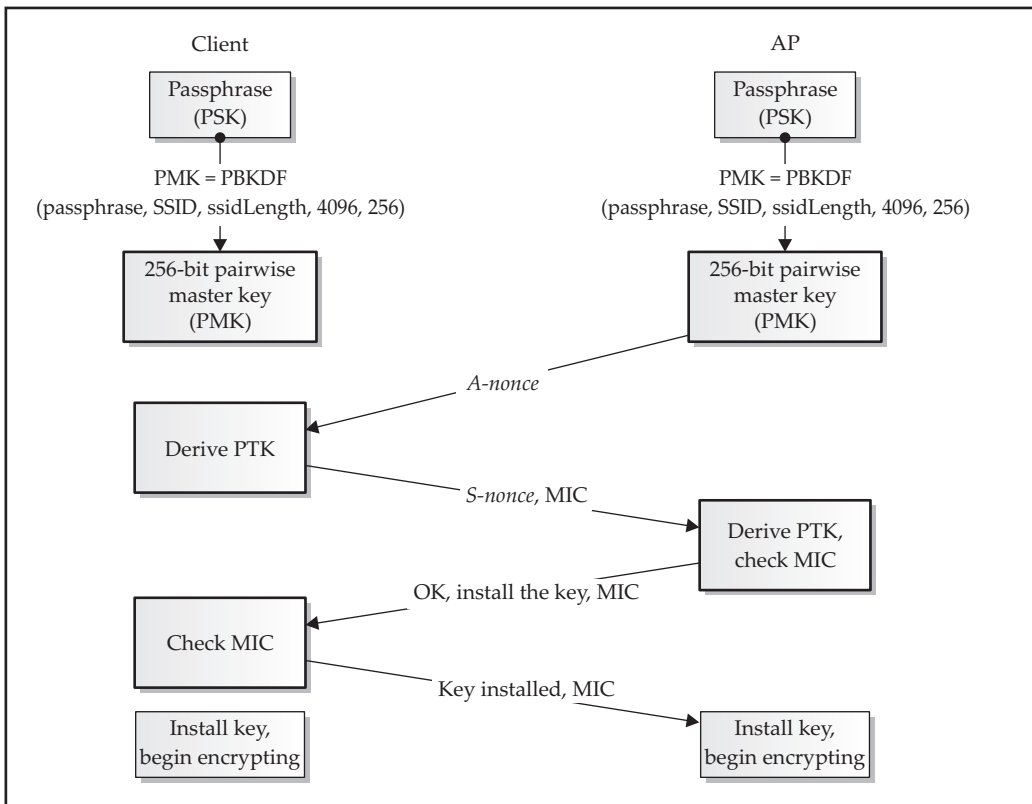 Client
AP
Passphrase
(PSK)
Passphrase
(PSK)
PMK = PBKDF
(passphrase, SSID, ssidLength, 4096, 256)
PMK = PBKDF
(passphrase, SSID, ssidLength, 4096, 256)
256-bit pairwise
master key
(PMK)
256-bit pairwise
master key
(PMK)
A-nonce
Derive PTK
S-nonce, MIC
Derive PTK,
check MIC
OK, install the key, MIC
Check MIC
Key installed, MIC
Install key,
begin encrypting
Install key,
begin encrypting